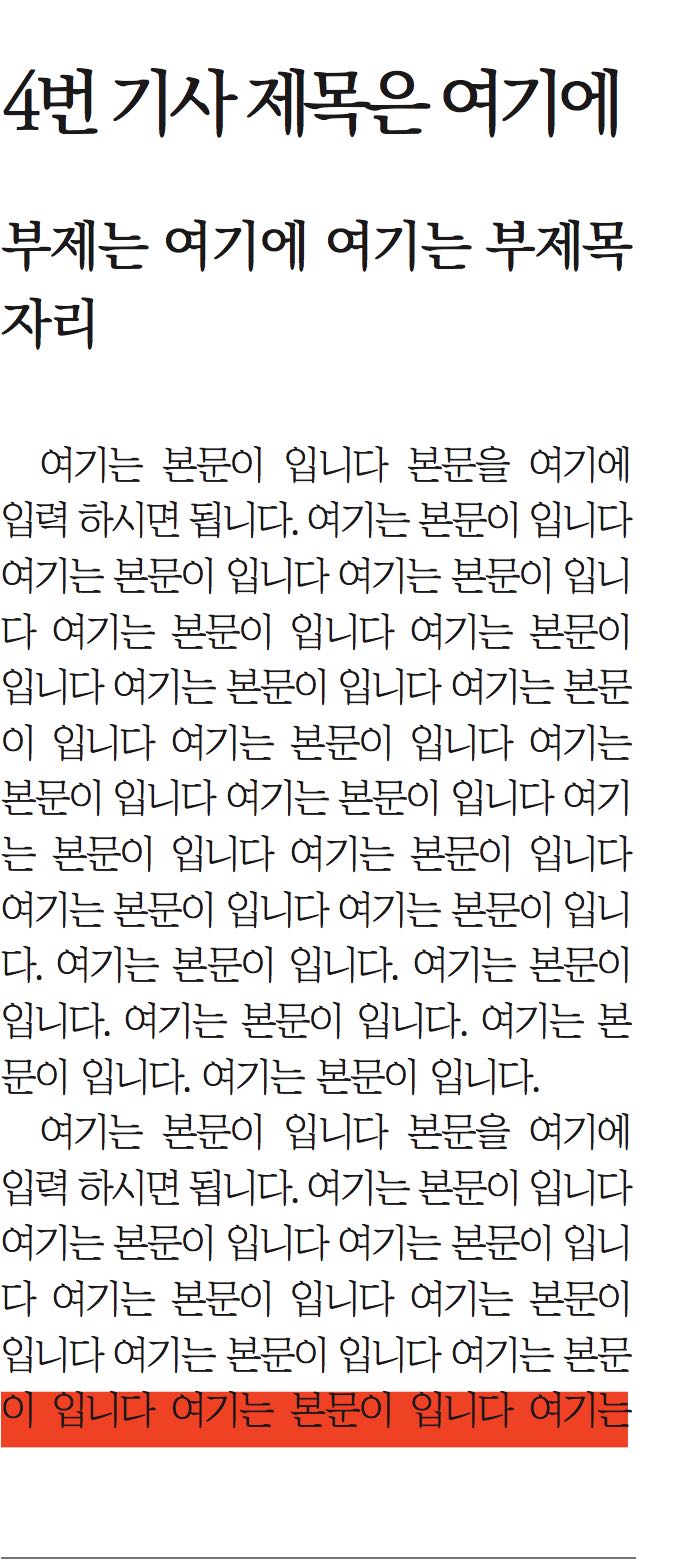 4번 기사 제목은 여기에
부제는 여기에 여기는 부제목
자리
여기는 본문이 입니다 본문을 여기에
입력 하시면 됩니다. 여기는 본문이 입니다
여기는 본문이 입니다 여기는 본문이 입니
다 여기는 본문이 입니다 여기는 본문이
입니다 여기는 본문이 입니다 여기는 본문
이 입니다 여기는 본문이 입니다 여기는
본문이 입니다 여기는 본문이 입니다 여기
는 본문이 입니다 여기는 본문이 입니다
여기는 본문이 입니다 여기는 본문이 입니
다. 여기는 본문이 입니다. 여기는 본문이
입니다. 여기는 본문이 입니다. 여기는 본
문이 입니다. 여기는 본문이 입니다.
여기는 본문이 입니다 본문을 여기에
입력 하시면 됩니다. 여기는 본문이 입니다
여기는 본문이 입니다 여기는 본문이 입니
다 여기는 본문이 입니다 여기는 본문이
입니다 여기는 본문이 입니다 여기는 본문
이 입니다 여기는 본문이 입니다 여기는